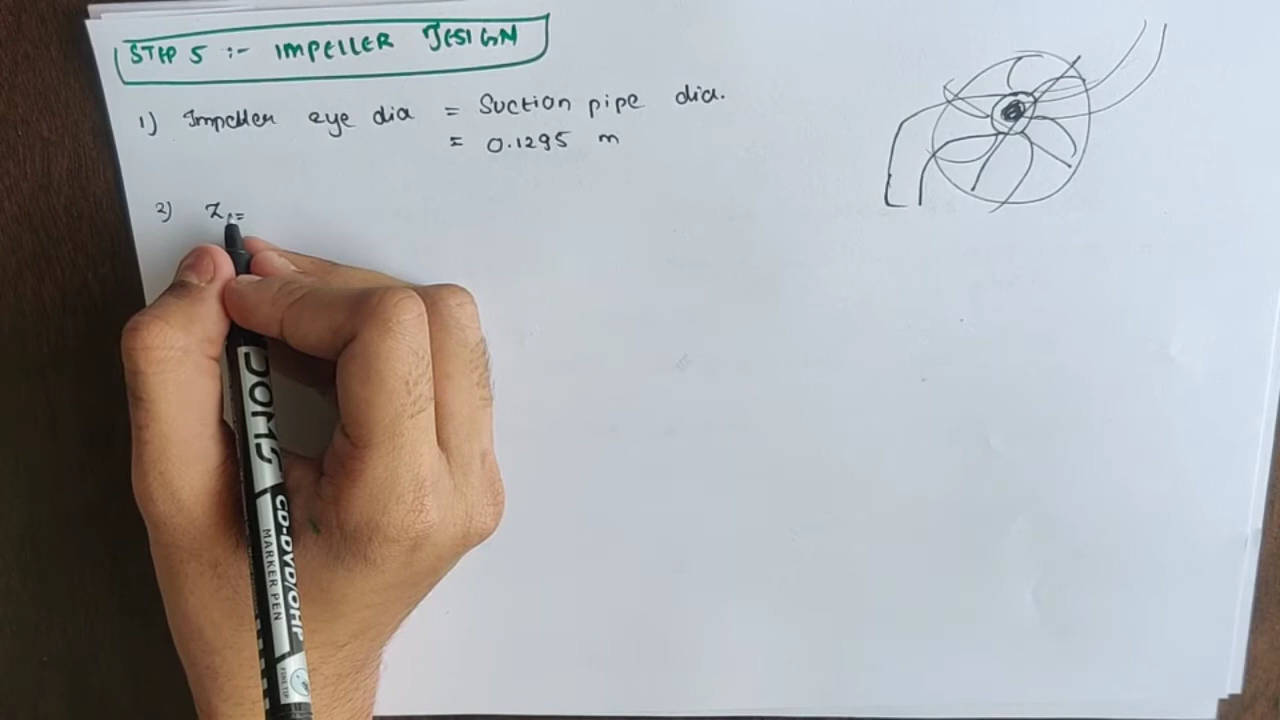 STEP 5 :- IMPELLER DESIGN
1) Impeller eye dia = Suction pipe dia.
= 0.1295 m
2) Z =
DOMS CD-DVD/OHP
MARKER PEN